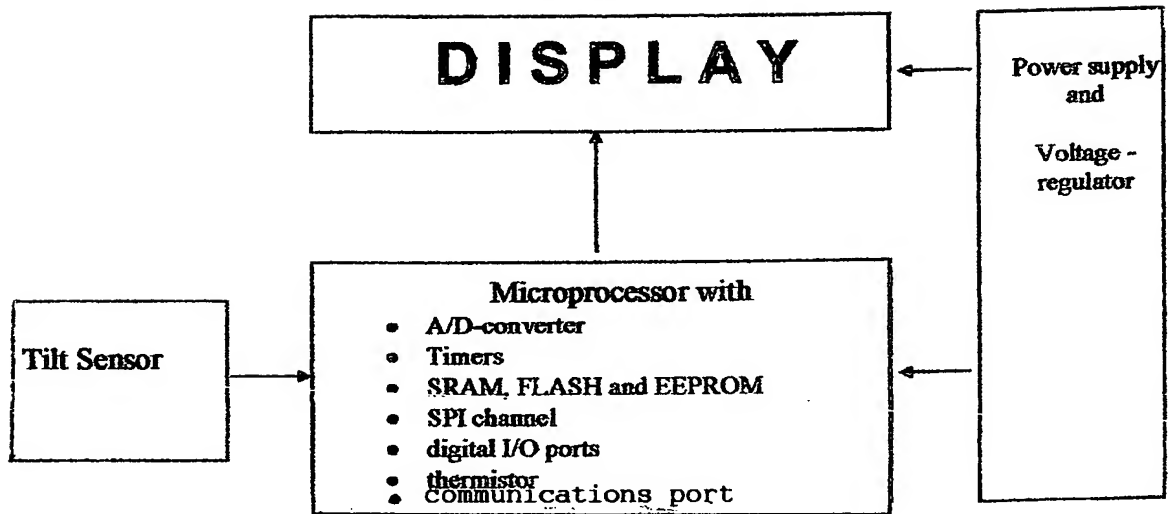 DISPLAY
Power supply
and
Voltage -
regulator
Tilt Sensor
Microprocessor with
• A/D-converter
• Timers
• SRAM, FLASH and EEPROM
• SPI channel
• digital I/O ports
• thermistor
• communications port